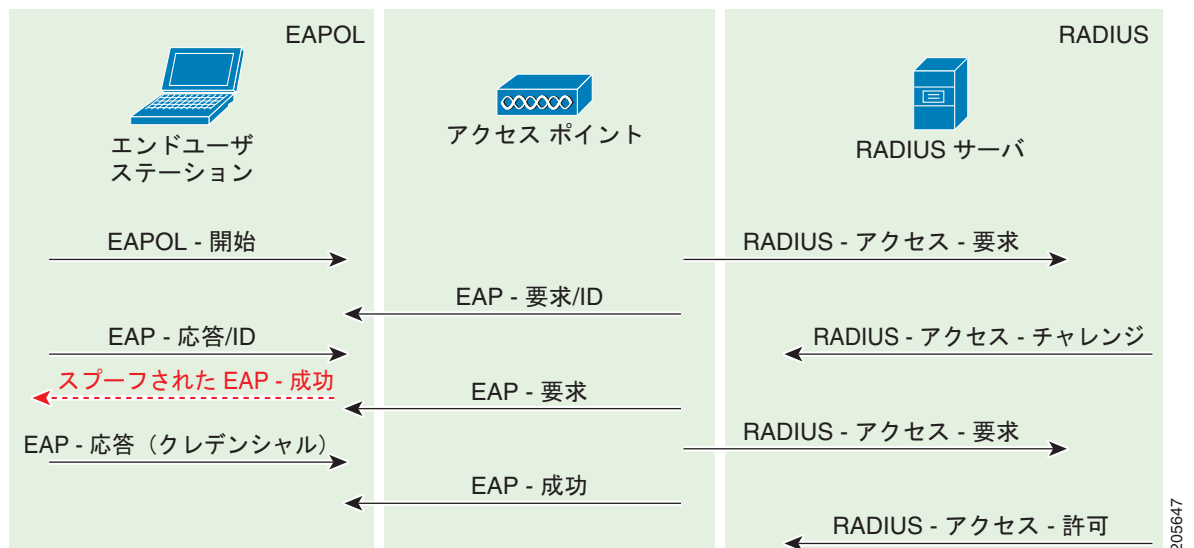 EAPOL
RADIUS
エンドユーザ
ステーション
アクセス ポイント
RADIUS サーバ
EAPOL - 開始
RADIUS - アクセス - 要求
EAP - 要求/ID
EAP - 応答/ID
RADIUS - アクセス - チャレンジ
スプーフされた EAP - 成功
EAP - 要求
EAP - 応答（クレデンシャル）
RADIUS - アクセス - 要求
EAP - 成功
RADIUS - アクセス - 許可
205647